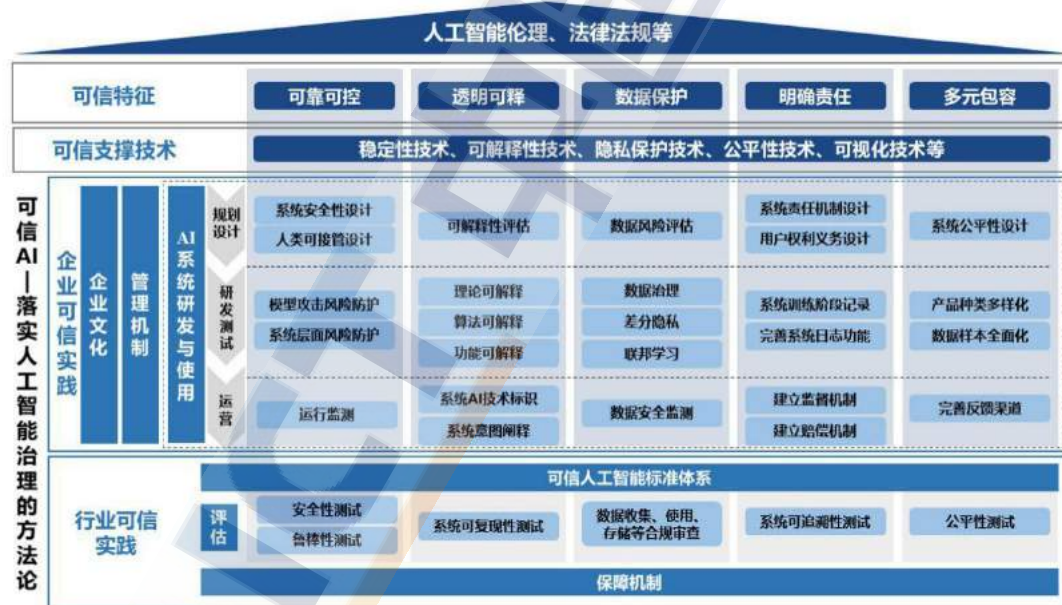 人工智能伦理、法律法规等
可信特征
可靠可控
透明可释
数据保护
明确责任
多元包容
可信支撑技术
稳定性技术、可解释性技术、隐私保护技术、公平性技术、可视化技术等
可信AI—落实人工智能治理的方法论
企业可信实践
企业文化
管理机制
AI系统研发与使用
规划
设计
系统安全性设计
人类可接管设计
可解释性评估
数据风险评估
系统责任机制设计
用户权利义务设计
系统公平性设计
研发测试
模型攻击风险防护
系统层面风险防护
理论可解释
算法可解释
功能可解释
数据治理
差分隐私
联邦学习
系统训练阶段记录
完善系统日志功能
产品种类多样化
数据样本全面化
运营
运行监测
系统AI技术标识
系统意图阐释
数据安全监测
建立监督机制
建立赔偿机制
完善反馈渠道
行业可信
实践
可信人工智能标准体系
评估
安全性测试
鲁棒性测试
系统可复现性测试
数据收集、使用、
存储等合规审查
系统可追溯性测试
公平性测试
保障机制